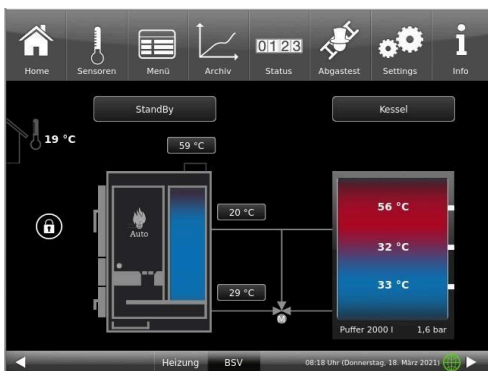 0123
Home Sensoren Menü Archiv Status Abgastest Settings Info
StandBy Kessel
19 °C
59 °C
20 °C
Auto
29 °C
56 °C
32 °C
33 °C
M
Puffer 2000 l 1,6 bar
Heizung BSV 08:18 Uhr (Donnerstag, 18. März 2021)